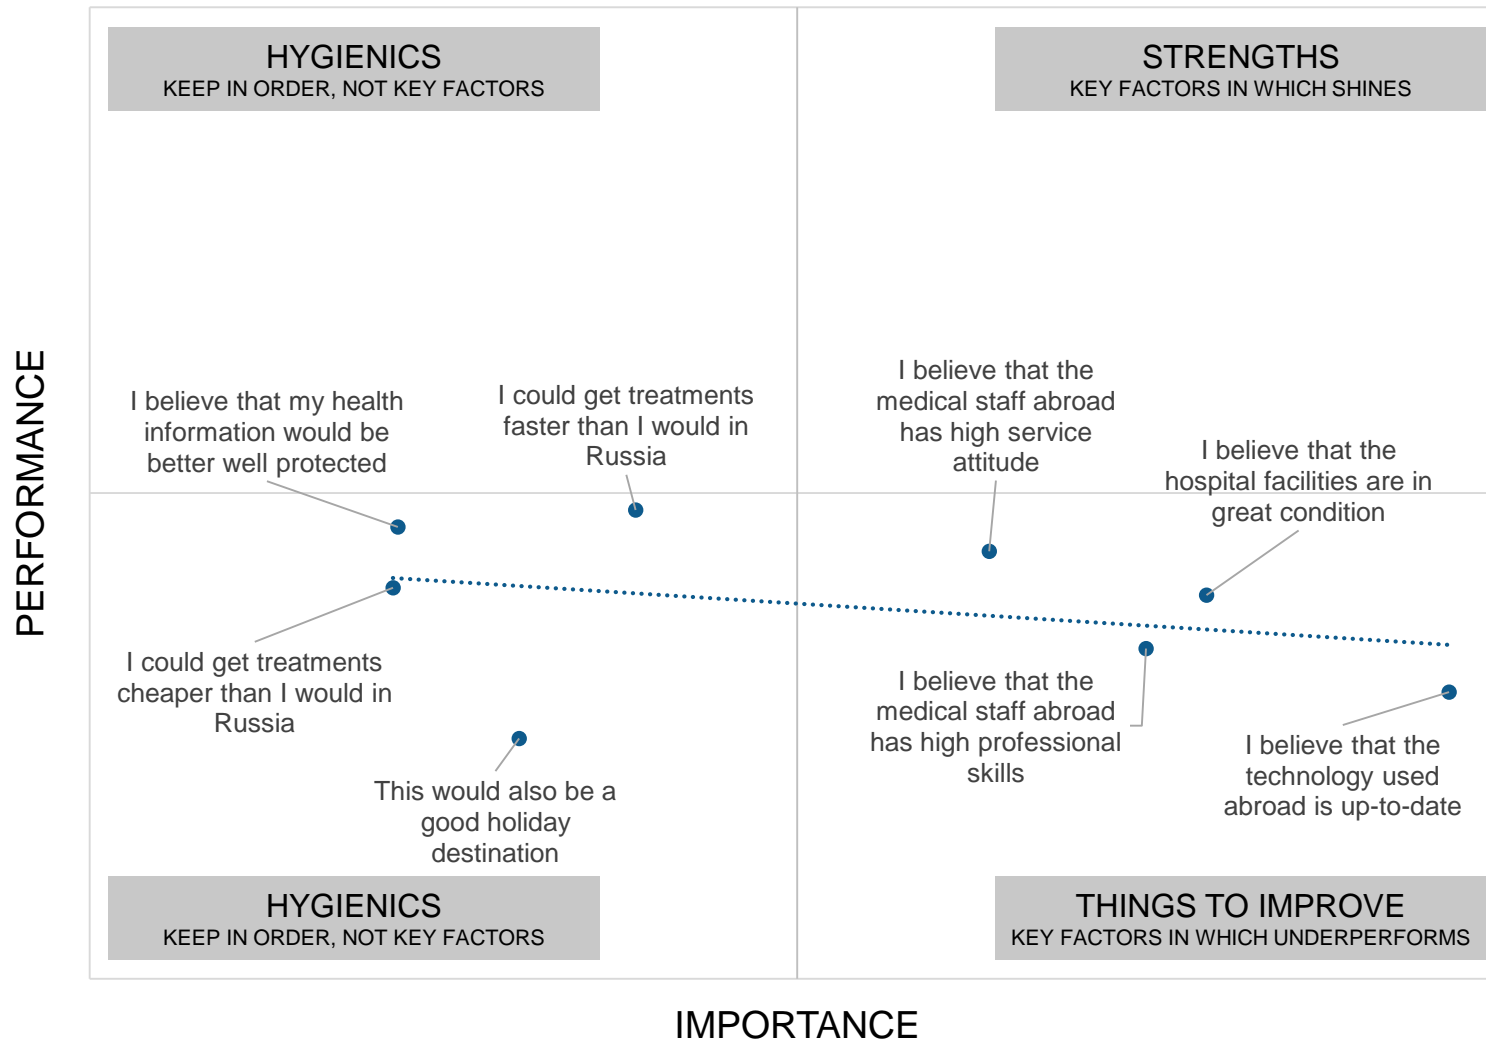 HYGIENICS
KEEP IN ORDER, NOT KEY FACTORS
STRENGTHS
KEY FACTORS IN WHICH SHINES
PERFORMANCE
I believe that my health
information would be
better well protected
I could get treatments
faster than I would in
Russia
I believe that the
medical staff abroad
has high service
attitude
I believe that the
hospital facilities are in
great condition
I could get treatments
cheaper than I would in
Russia
This would also be a
good holiday
destination
I believe that the
medical staff abroad
has high professional
skills
I believe that the
technology used
abroad is up-to-date
HYGIENICS
KEEP IN ORDER, NOT KEY FACTORS
THINGS TO IMPROVE
KEY FACTORS IN WHICH UNDERPERFORMS
IMPORTANCE